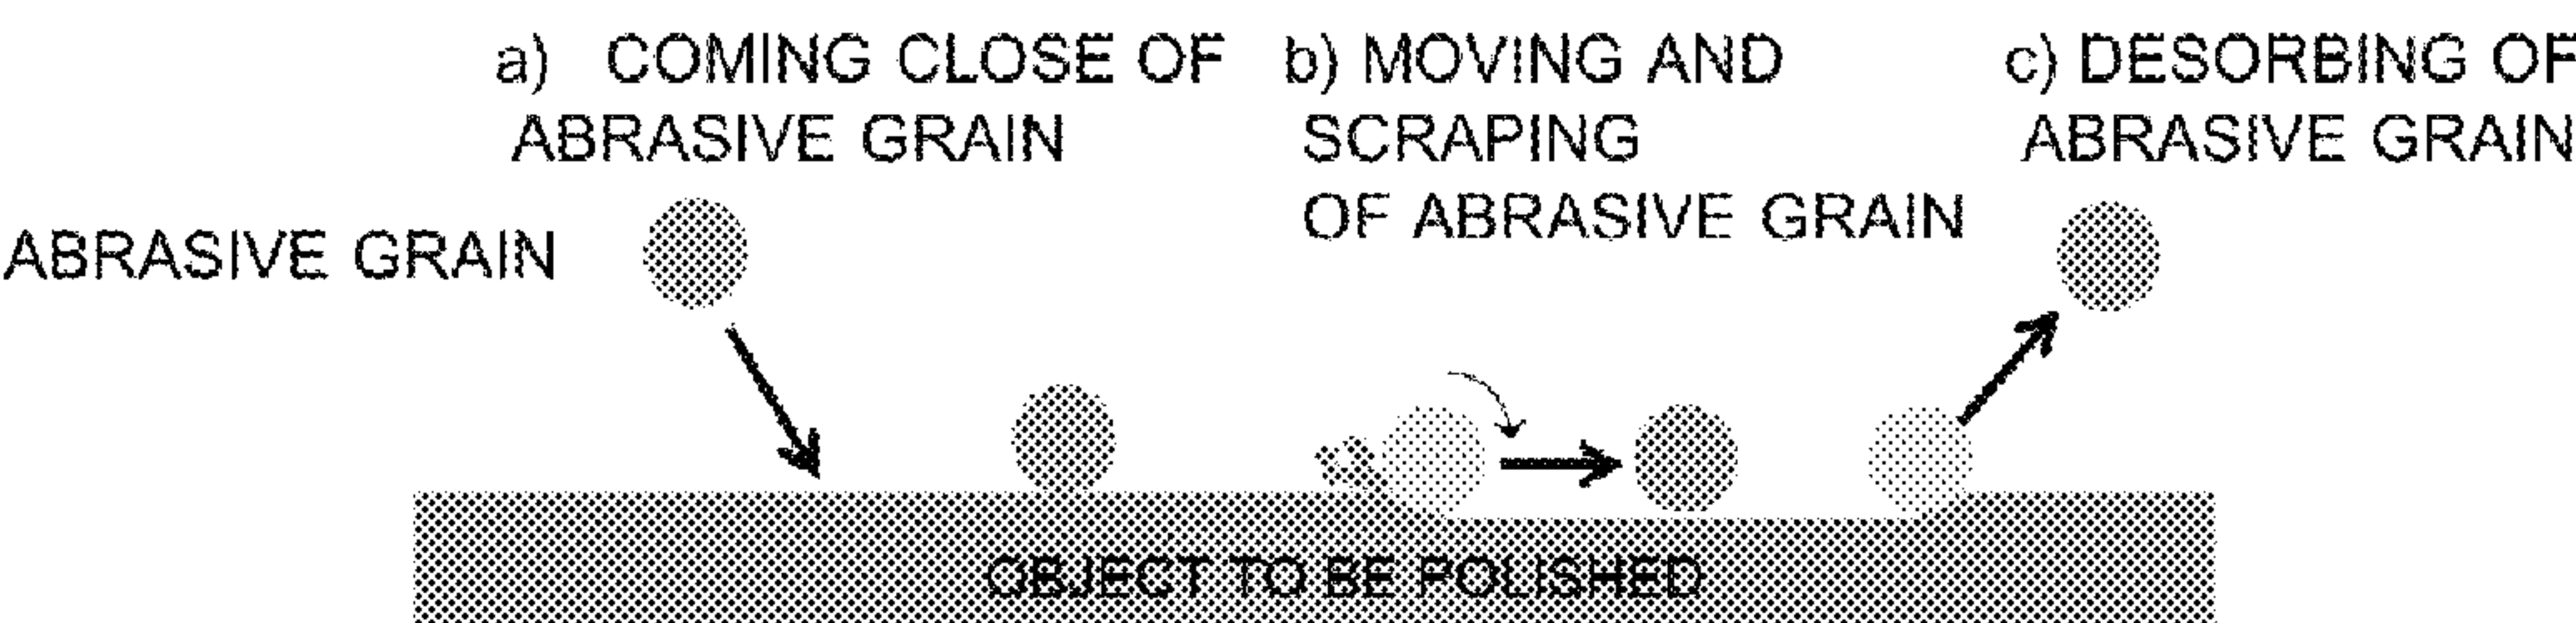 a) COMING CLOSE OF
ABRASIVE GRAIN
b) MOVING AND
SCRAPING
OF ABRASIVE GRAIN
c) DESORBING OF
ABRASIVE GRAIN
ABRASIVE GRAIN
OBJECT TO BE POLISHED